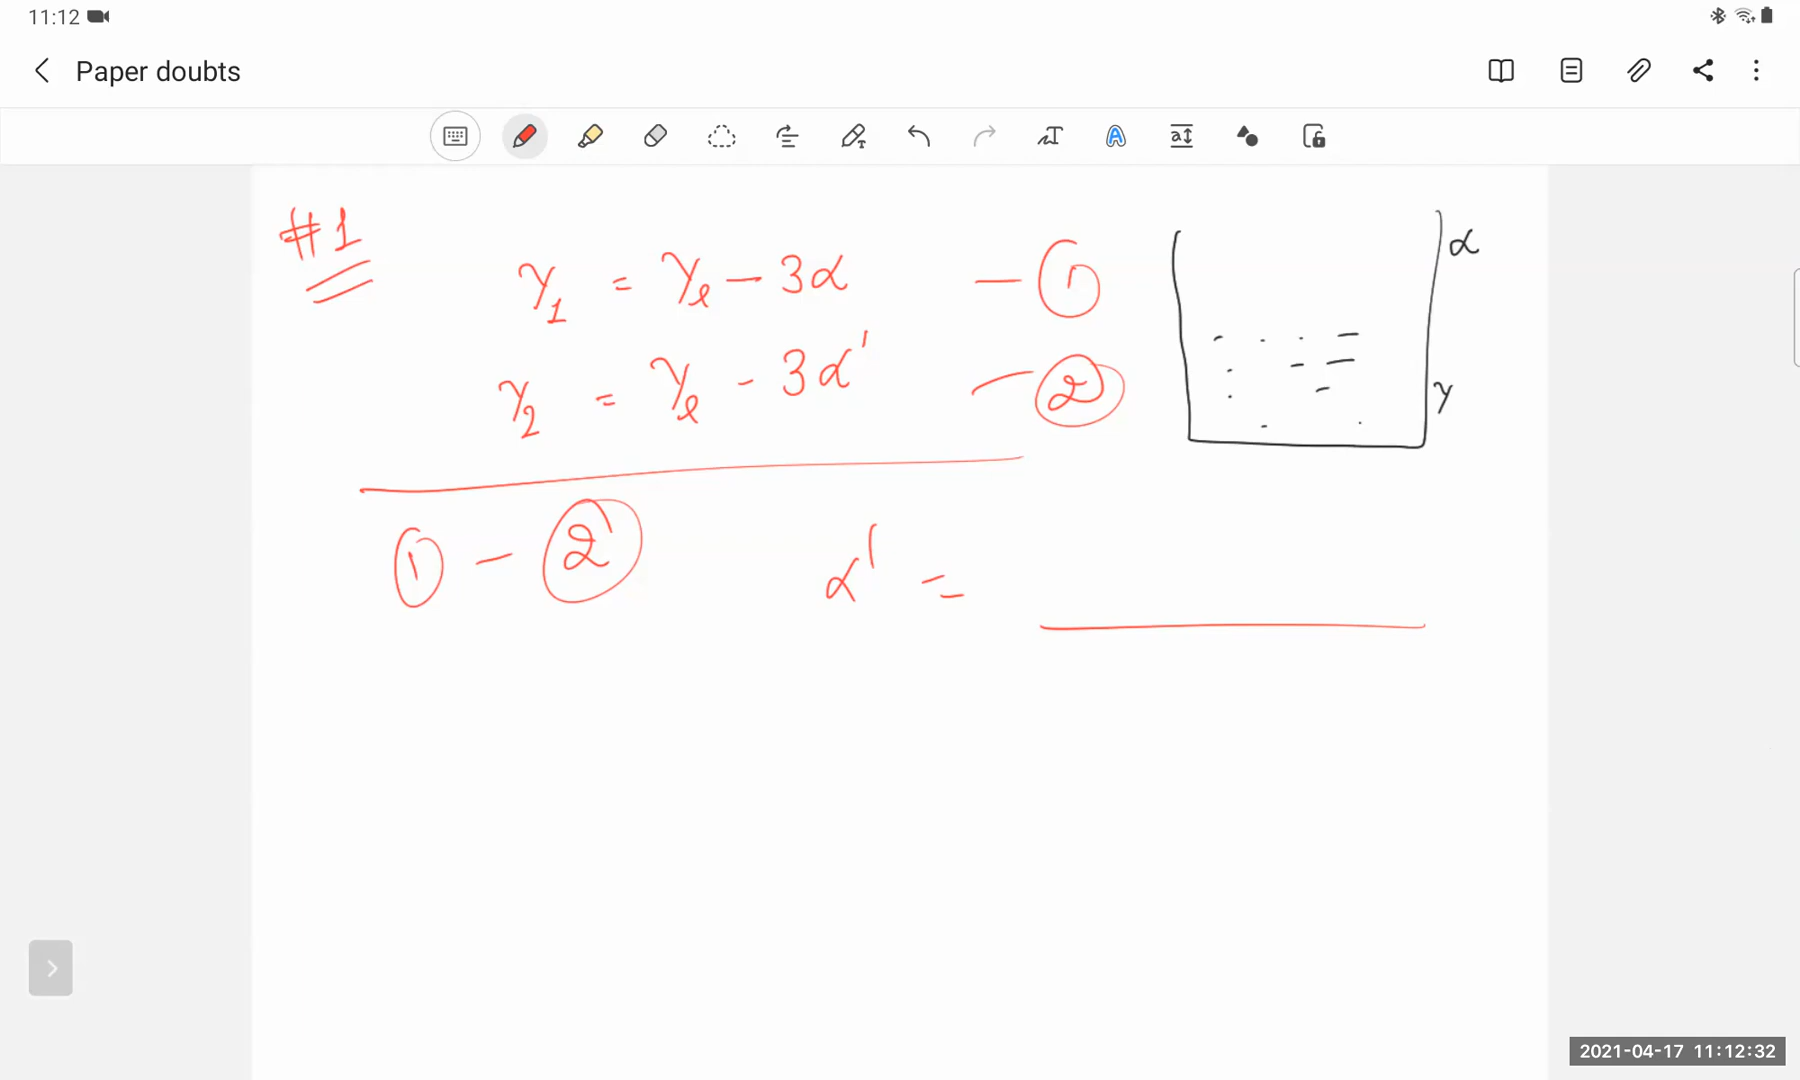 11:12
Paper doubts
#1
γ₁ = γₗ - 3α - ①
α
γ₂ = γₗ - 3α' - ②
γ
① - ② α' =
2021-04-17 11:12:32